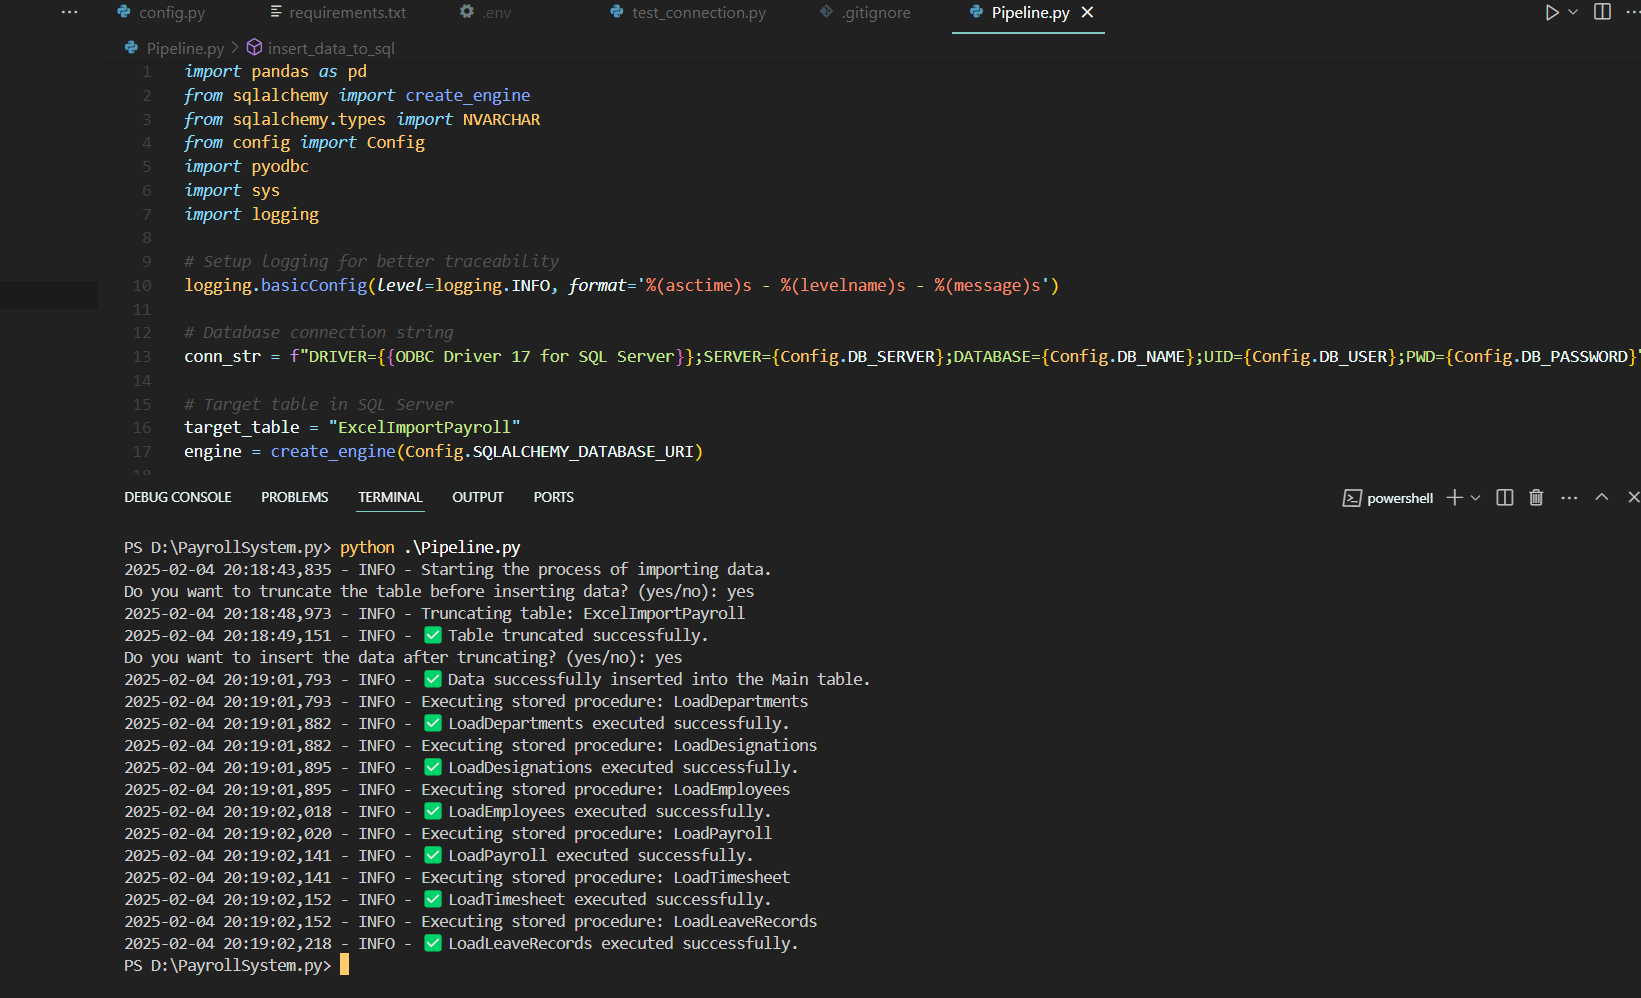 ··· config.py requirements.txt .env test_connection.py .gitignore Pipeline.py
Pipeline.py > insert_data_to_sql
1 import pandas as pd
2 from sqlalchemy import create_engine
3 from sqlalchemy.types import NVARCHAR
4 from config import Config
5 import pyodbc
6 import sys
7 import logging
8
9 # Setup logging for better traceability
10 logging.basicConfig(level=logging.INFO, format='%(asctime)s - %(levelname)s - %(message)s')
11
12 # Database connection string
13 conn_str = f"DRIVER={{ODBC Driver 17 for SQL Server}};SERVER={Config.DB_SERVER};DATABASE={Config.DB_NAME};UID={Config.DB_USER};PWD={Config.DB_PASSWORD}"
14
15 # Target table in SQL Server
16 target_table = "ExcelImportPayroll"
17 engine = create_engine(Config.SQLALCHEMY_DATABASE_URI)
18
DEBUG CONSOLE PROBLEMS TERMINAL OUTPUT PORTS powershell
PS D:\PayrollSystem.py> python .\Pipeline.py
2025-02-04 20:18:43,835 - INFO - Starting the process of importing data.
Do you want to truncate the table before inserting data? (yes/no): yes
2025-02-04 20:18:48,973 - INFO - Truncating table: ExcelImportPayroll
2025-02-04 20:18:49,151 - INFO - ✅ Table truncated successfully.
Do you want to insert the data after truncating? (yes/no): yes
2025-02-04 20:19:01,793 - INFO - ✅ Data successfully inserted into the Main table.
2025-02-04 20:19:01,793 - INFO - Executing stored procedure: LoadDepartments
2025-02-04 20:19:01,882 - INFO - ✅ LoadDepartments executed successfully.
2025-02-04 20:19:01,882 - INFO - Executing stored procedure: LoadDesignations
2025-02-04 20:19:01,895 - INFO - ✅ LoadDesignations executed successfully.
2025-02-04 20:19:01,895 - INFO - Executing stored procedure: LoadEmployees
2025-02-04 20:19:02,018 - INFO - ✅ LoadEmployees executed successfully.
2025-02-04 20:19:02,020 - INFO - Executing stored procedure: LoadPayroll
2025-02-04 20:19:02,141 - INFO - ✅ LoadPayroll executed successfully.
2025-02-04 20:19:02,141 - INFO - Executing stored procedure: LoadTimesheet
2025-02-04 20:19:02,152 - INFO - ✅ LoadTimesheet executed successfully.
2025-02-04 20:19:02,152 - INFO - Executing stored procedure: LoadLeaveRecords
2025-02-04 20:19:02,218 - INFO - ✅ LoadLeaveRecords executed successfully.
PS D:\PayrollSystem.py>